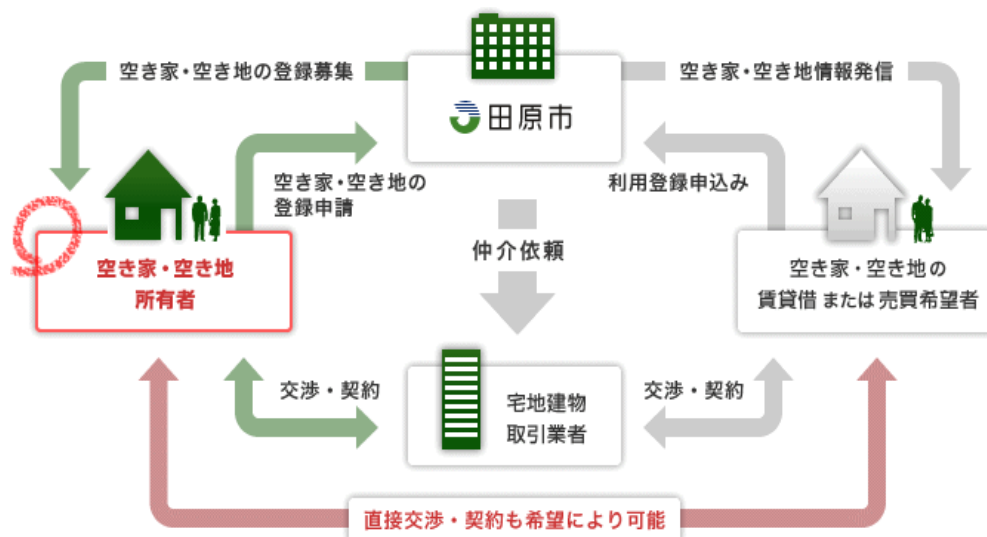 空き家・空き地の登録募集
空き家・空き地情報発信
田原市
空き家・空き地の
登録申請
利用登録申込み
仲介依頼
空き家・空き地
所有者
空き家・空き地の
賃貸借 または 売買希望者
交渉・契約
宅地建物
取引業者
交渉・契約
直接交渉・契約も希望により可能